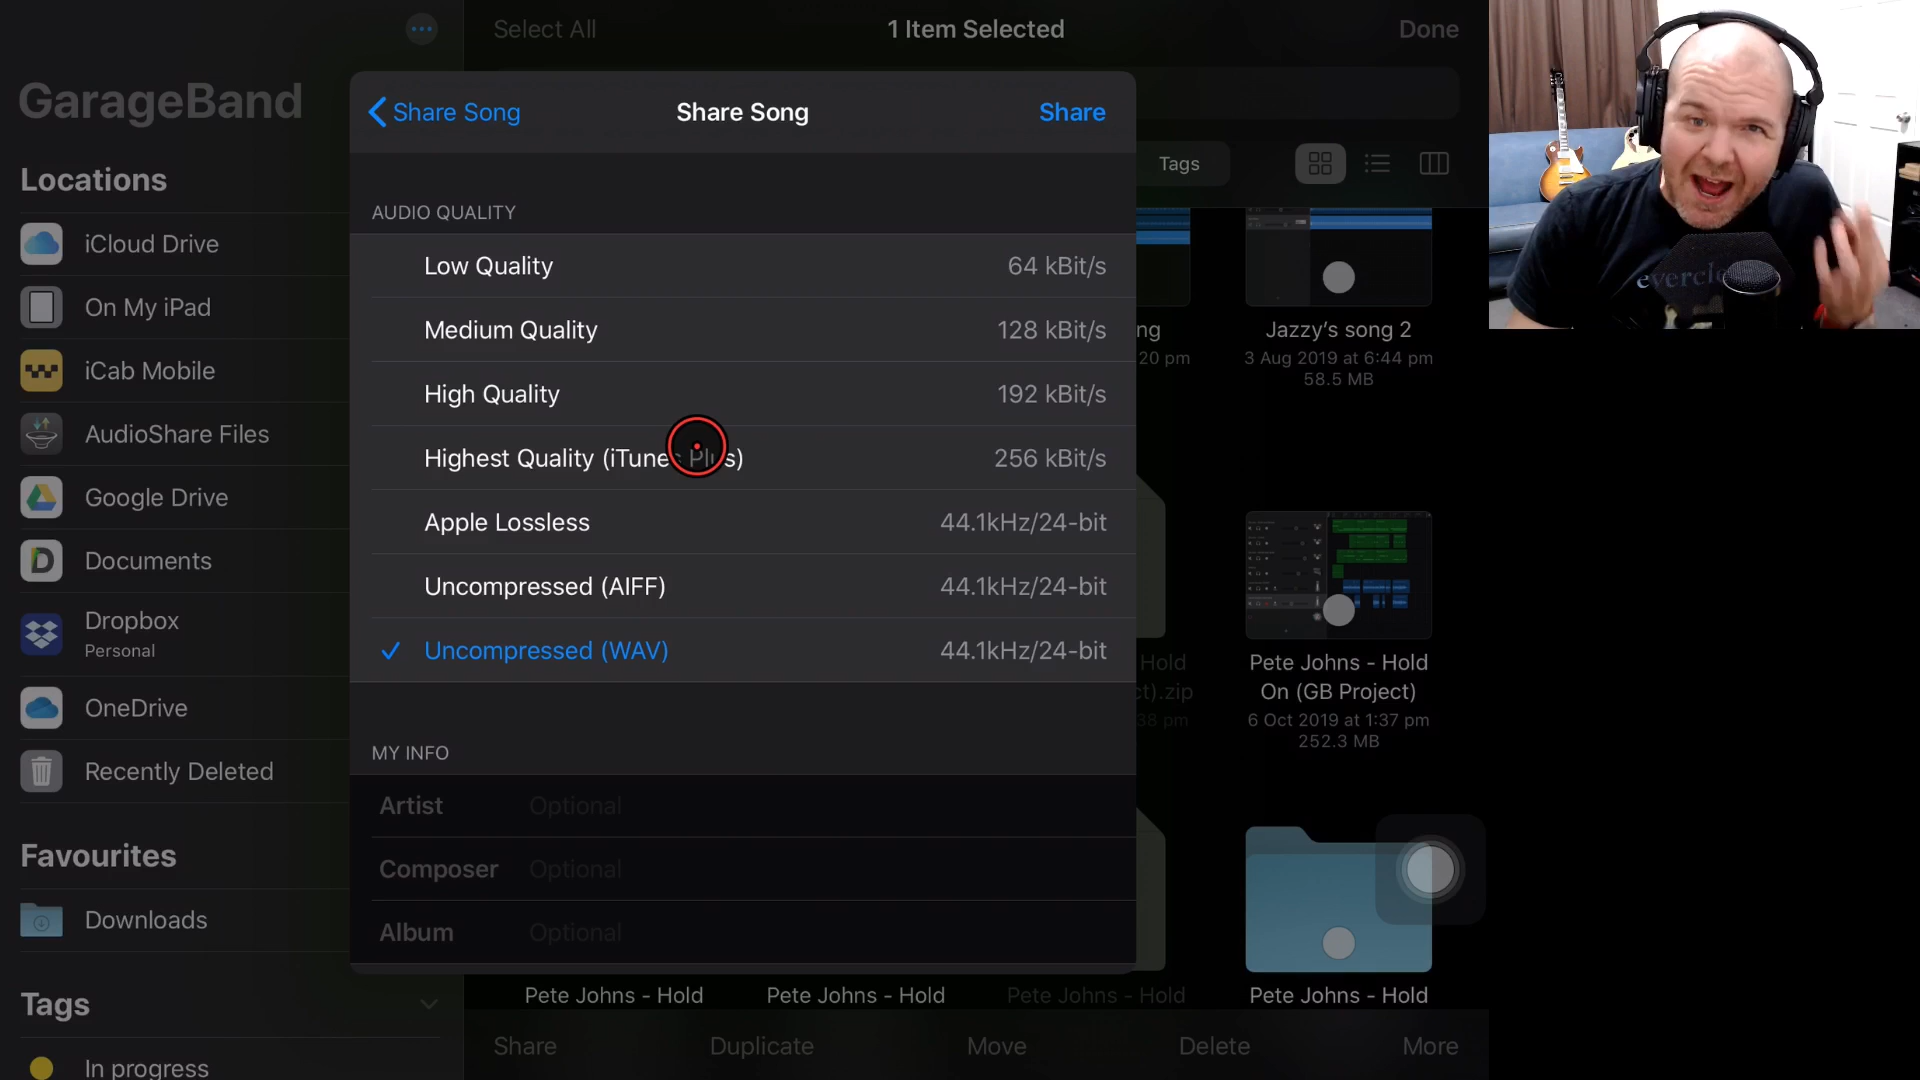 Select All
1 Item Selected
Done
GarageBand
Share Song
Share Song
Share
Tags
Locations
iCloud Drive
On My iPad
iCab Mobile
AudioShare Files
Google Drive
Documents
Dropbox
Personal
OneDrive
Recently Deleted
Favourites
Downloads
Tags
In progress
AUDIO QUALITY
Low Quality 64 kBit/s
Medium Quality 128 kBit/s
High Quality 192 kBit/s
Highest Quality (iTunes Plus) 256 kBit/s
Apple Lossless 44.1kHz/24-bit
Uncompressed (AIFF) 44.1kHz/24-bit
Uncompressed (WAV) 44.1kHz/24-bit
MY INFO
Artist Optional
Composer Optional
Album Optional
Jazzy's song 2
3 Aug 2019 at 6:44 pm
58.5 MB
Pete Johns - Hold
On (GB Project)
6 Oct 2019 at 1:37 pm
252.3 MB
Pete Johns - Hold
Pete Johns - Hold
Pete Johns - Hold
Pete Johns - Hold
Share
Duplicate
Move
Delete
More